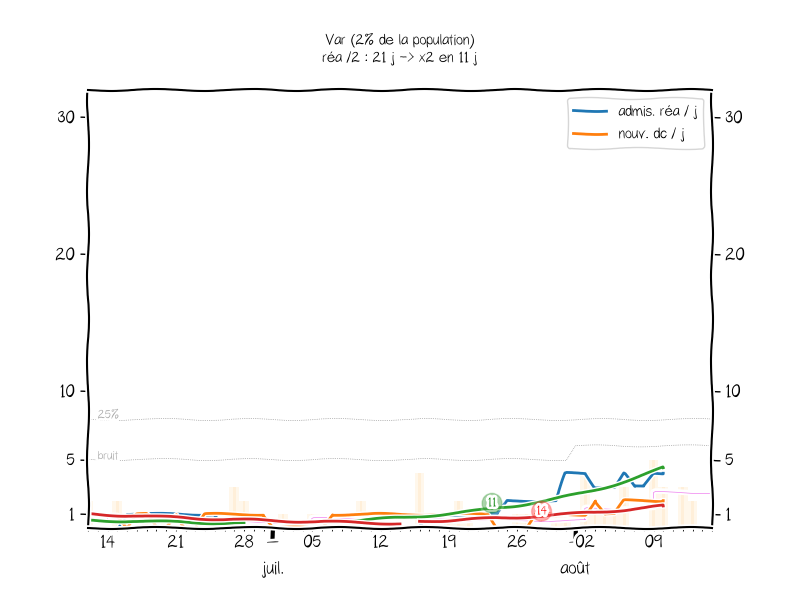 Var (2% de la population)
réa /2 : 21 j -> x2 en 11 j
admis. réa / j
nouv. dc / j
30
30
20
20
10
10
25%
bruit
5
5
11
14
1
1
14 21 28 05 12 19 26 02 09
juil. août